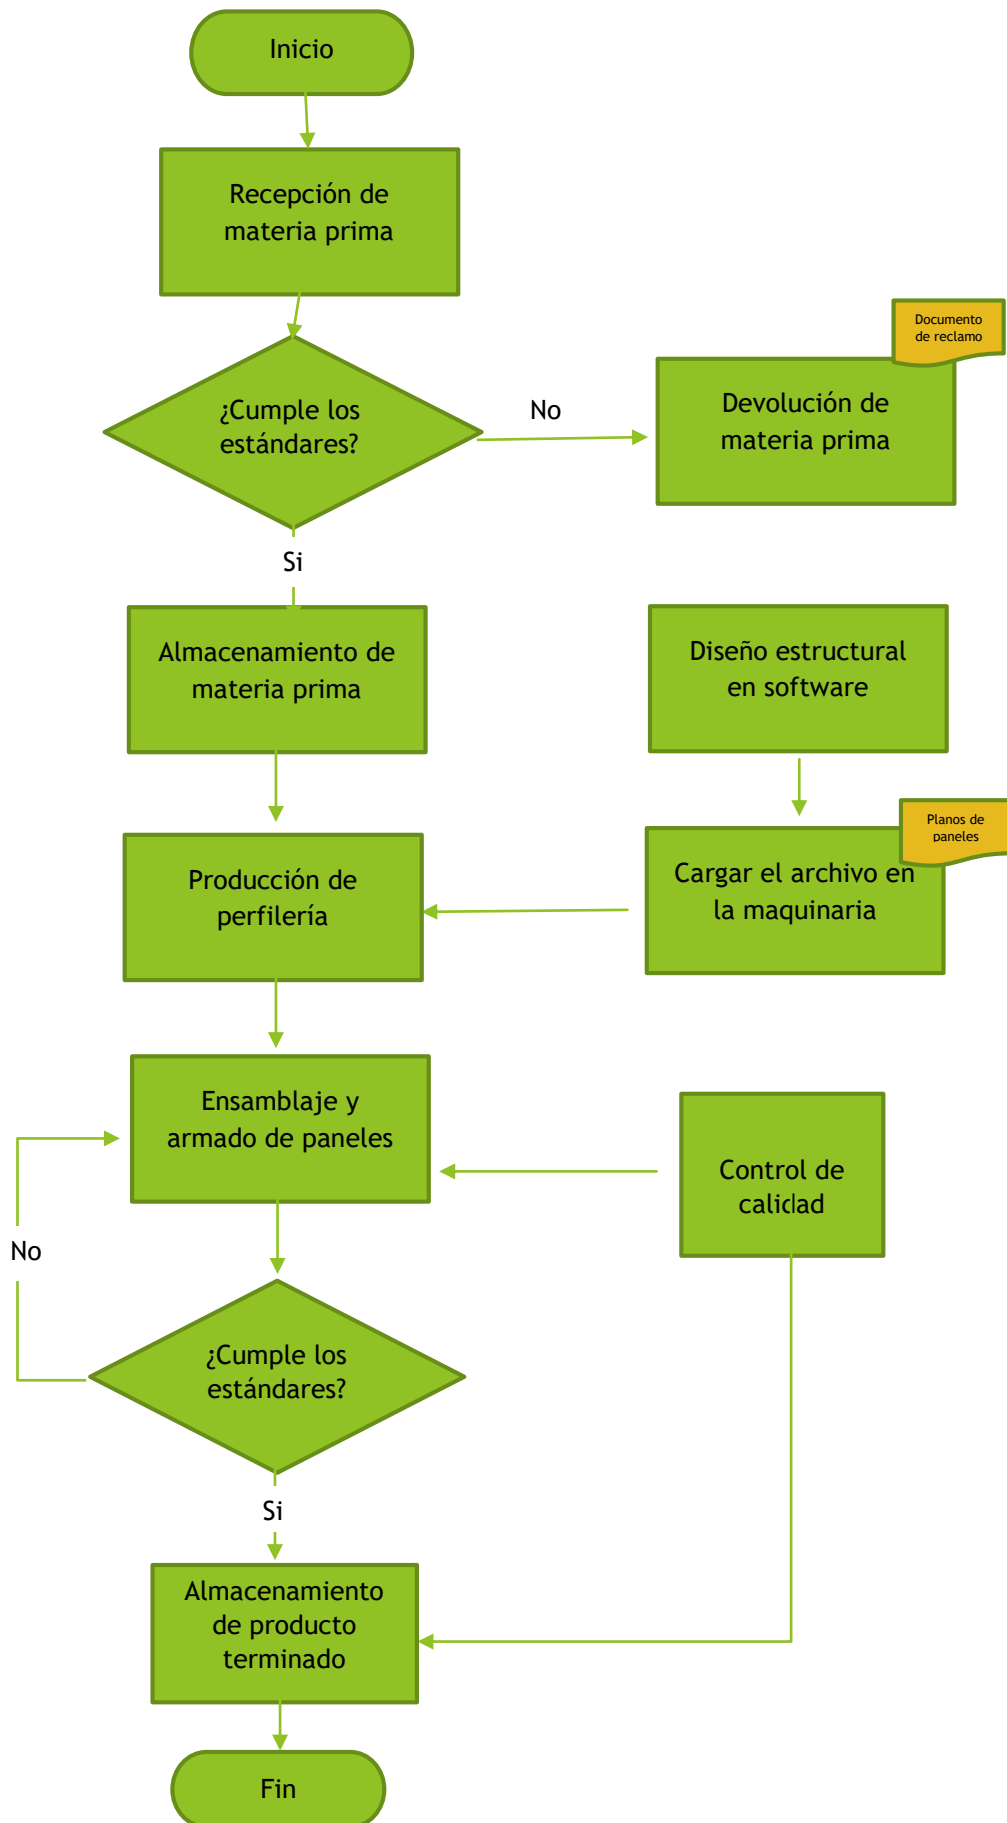 Inicio
Recepción de
materia prima
Documento
de reclamo
¿Cumple los
estándares?
No
Devolución de
materia prima
Si
Almacenamiento de
materia prima
Diseño estructural
en software
Planos de
paneles
Producción de
perfilería
Cargar el archivo en
la maquinaria
Ensamblaje y
armado de paneles
Control de
calidad
No
¿Cumple los
estándares?
Si
Almacenamiento
de producto
terminado
Fin